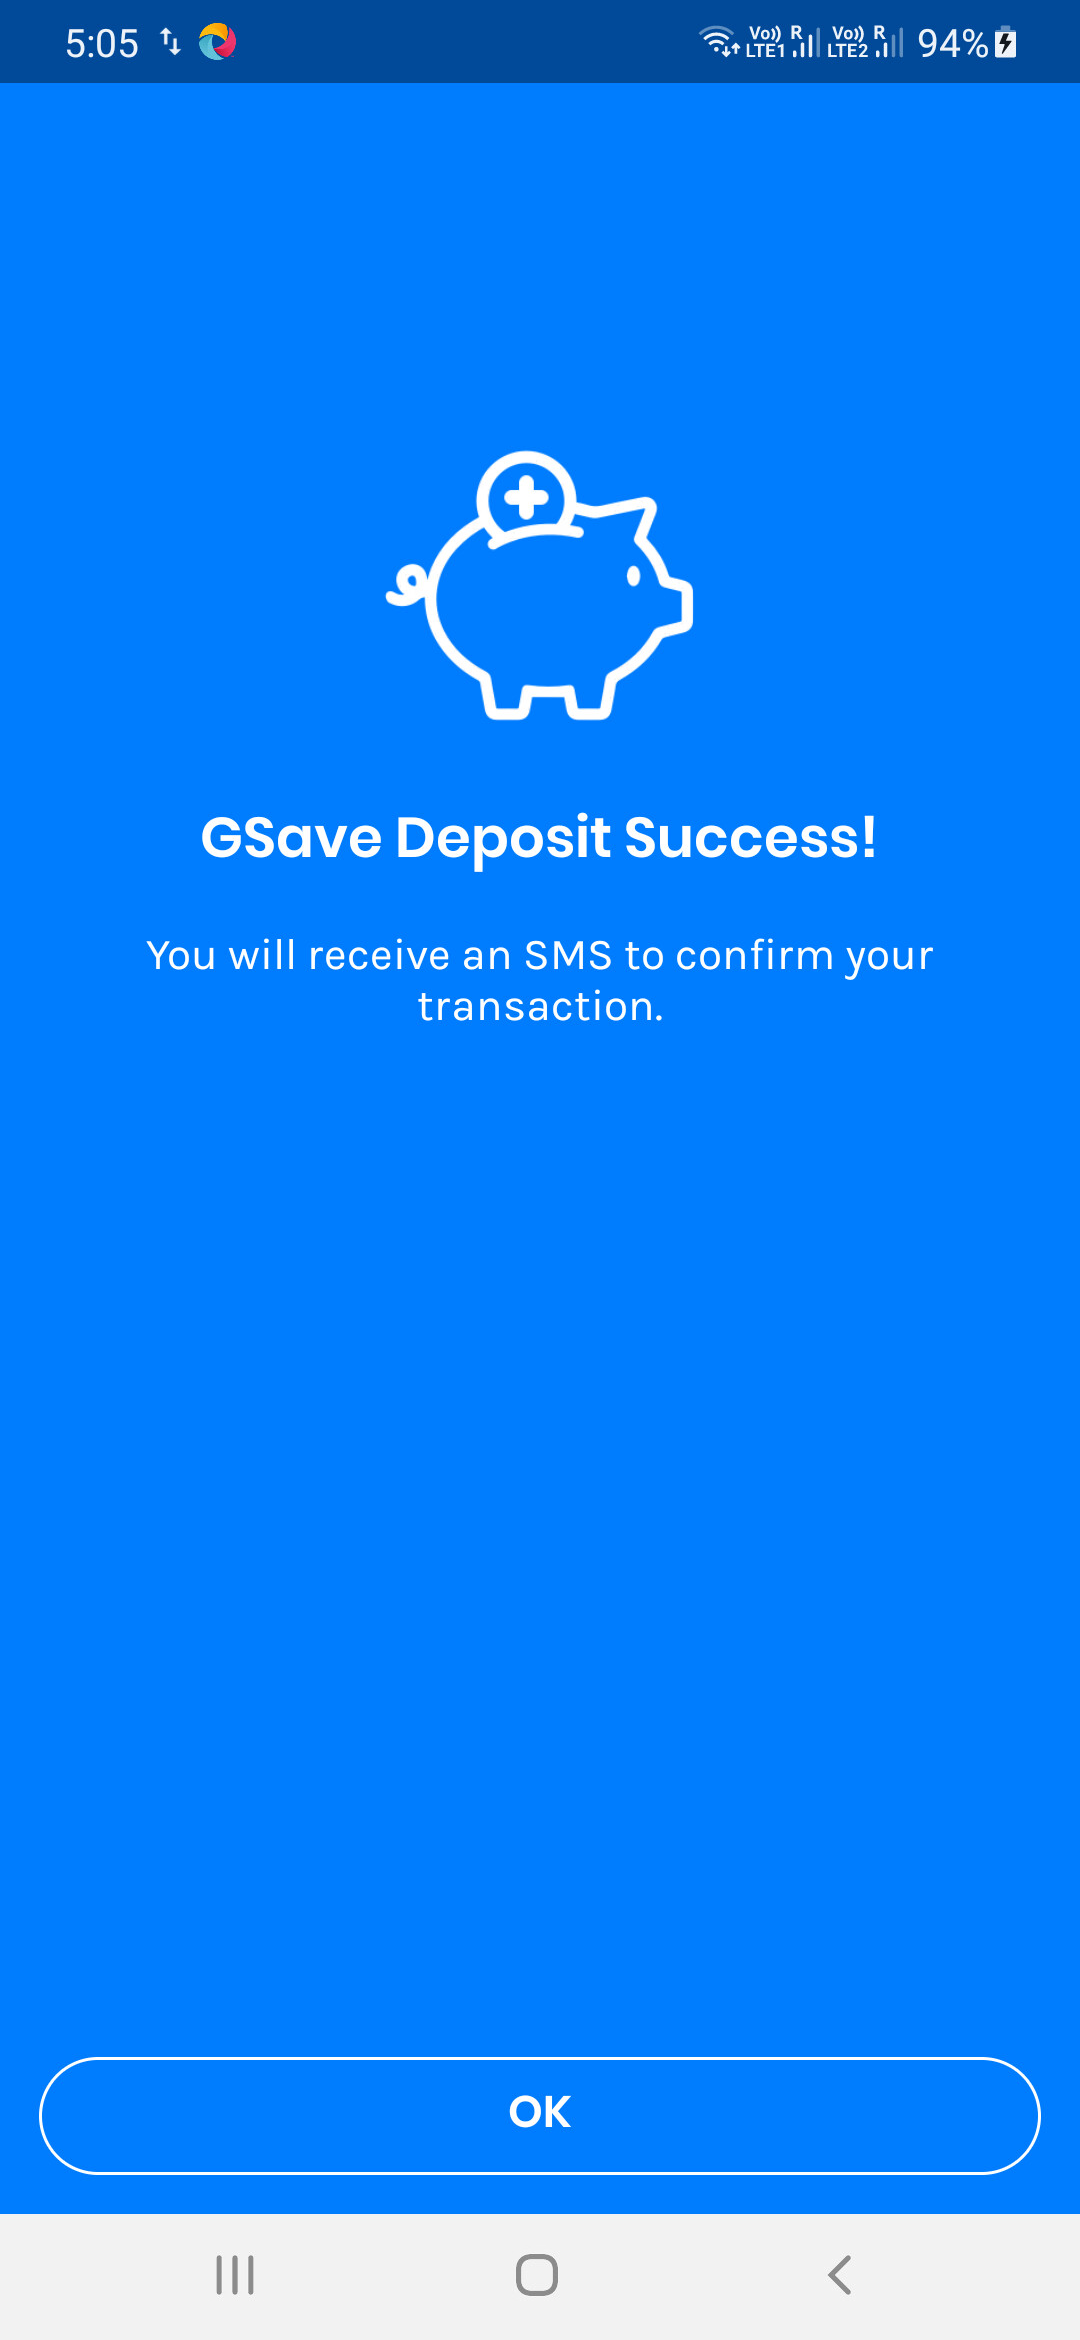 5:05
Vo)) R Vo)) R 94%
LTE1 LTE2
GSave Deposit Success!
You will receive an SMS to confirm your
transaction.
OK